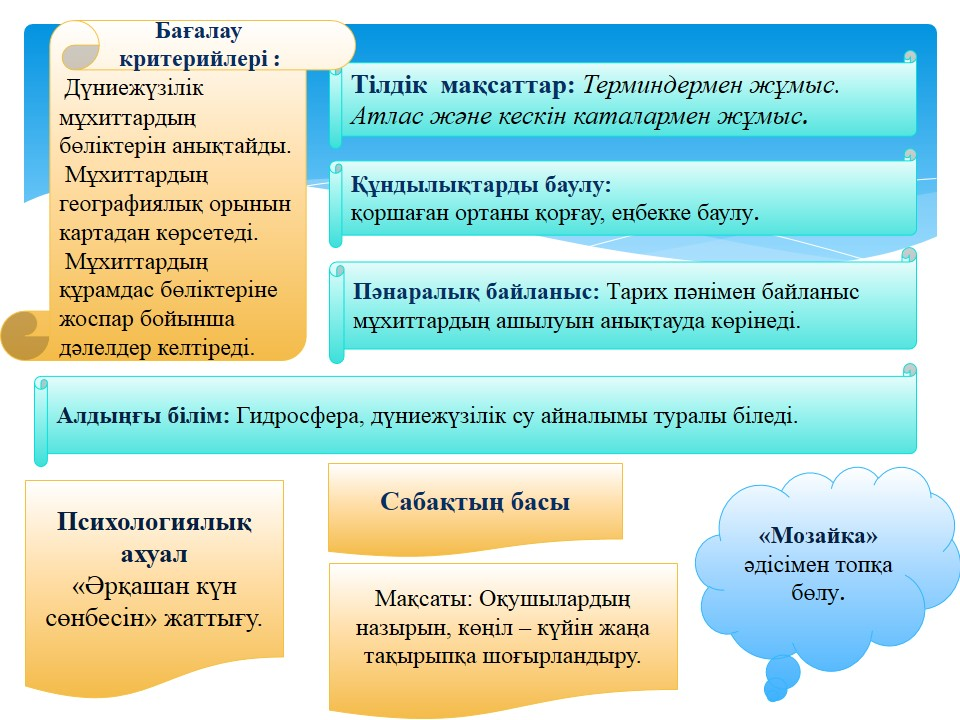 Бағалау
критерийлері :
Дүниежүзілік
мұхиттардың
бөліктерін анықтайды.
Мұхиттардың
географиялық орынын
картадан көрсетеді.
Мұхиттардың
құрамдас бөліктеріне
жоспар бойынша
дәлелдер келтіреді.
Тілдік мақсаттар: Терминдермен жұмыс.
Атлас және кескін каталармен жұмыс.
Құндылықтарды баулу:
қоршаған ортаны қорғау, еңбекке баулу.
Пәнаралық байланыс: Тарих пәнімен байланыс
мұхиттардың ашылуын анықтауда көрінеді.
Алдыңғы білім: Гидросфера, дүниежүзілік су айналымы туралы біледі.
Психологиялық
ахуал
«Әрқашан күн
сөнбесін» жаттығу.
Сабақтың басы
Мақсаты: Оқушылардың
назырын, көңіл – күйін жаңа
тақырыпқа шоғырландыру.
«Мозайка»
әдісімен топқа
бөлу.